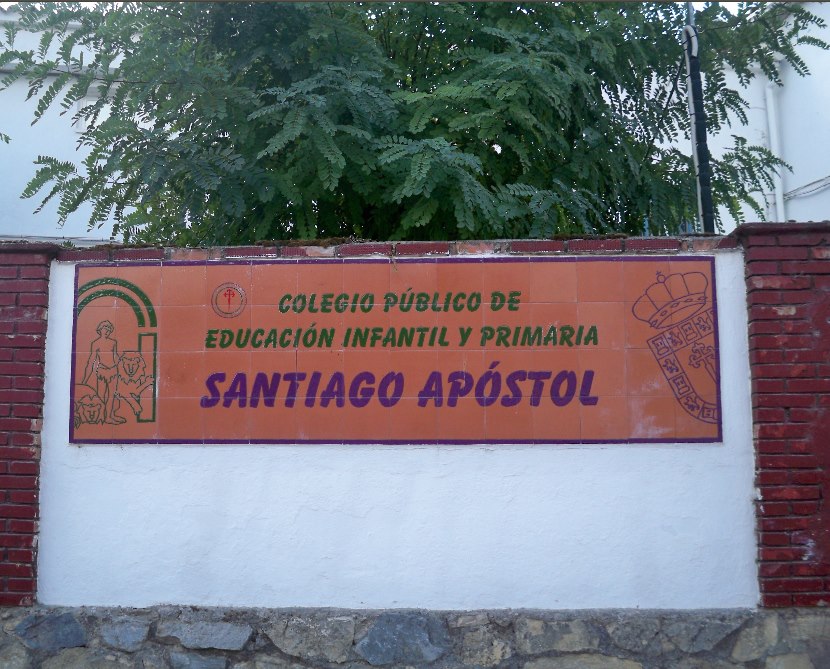 COLEGIO PÚBLICO DE
EDUCACIÓN INFANTIL Y PRIMARIA
SANTIAGO APÓSTOL